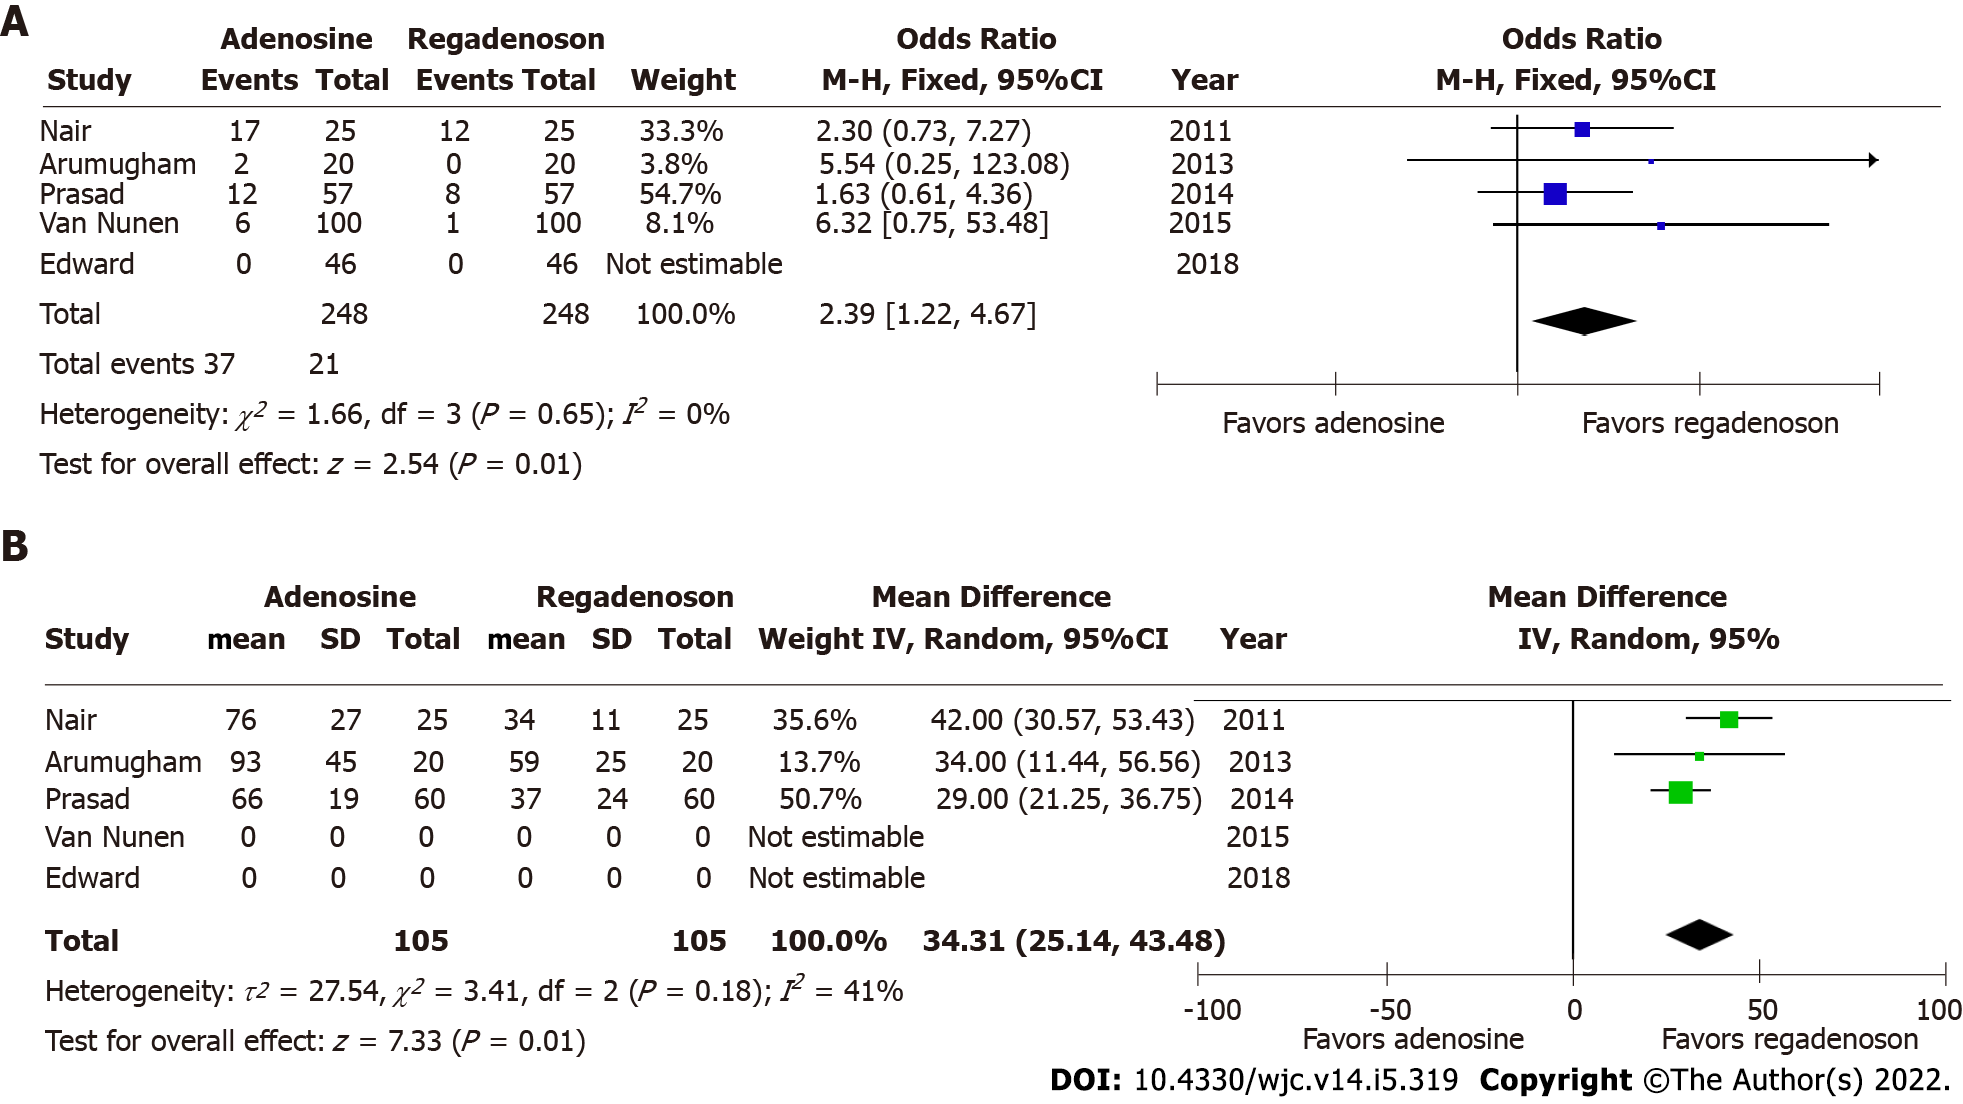 A
Adenosine Regadenoson Odds Ratio Odds Ratio
Study Events Total Events Total Weight M-H, Fixed, 95%CI Year M-H, Fixed, 95%CI
Nair 17 25 12 25 33.3% 2.30 (0.73, 7.27) 2011
Arumugham 2 20 0 20 3.8% 5.54 (0.25, 123.08) 2013
Prasad 12 57 8 57 54.7% 1.63 (0.61, 4.36) 2014
Van Nunen 6 100 1 100 8.1% 6.32 [0.75, 53.48] 2015
Edward 0 46 0 46 Not estimable 2018
Total 248 248 100.0% 2.39 [1.22, 4.67]
Total events 37 21
Heterogeneity: χ2 = 1.66, df = 3 (P = 0.65); I2 = 0%
Favors adenosine Favors regadenoson
Test for overall effect: z = 2.54 (P = 0.01)
B
Adenosine Regadenoson Mean Difference Mean Difference
Study mean SD Total mean SD Total Weight IV, Random, 95%CI Year IV, Random, 95%
Nair 76 27 25 34 11 25 35.6% 42.00 (30.57, 53.43) 2011
Arumugham 93 45 20 59 25 20 13.7% 34.00 (11.44, 56.56) 2013
Prasad 66 19 60 37 24 60 50.7% 29.00 (21.25, 36.75) 2014
Van Nunen 0 0 0 0 0 0 Not estimable 2015
Edward 0 0 0 0 0 0 Not estimable 2018
Total 105 105 100.0% 34.31 (25.14, 43.48)
Heterogeneity: τ2 = 27.54, χ2 = 3.41, df = 2 (P = 0.18); I2 = 41%
-100 -50 0 50 100
Test for overall effect: z = 7.33 (P = 0.01)
Favors adenosine Favors regadenoson
DOI: 10.4330/wjc.v14.i5.319 Copyright ©The Author(s) 2022.